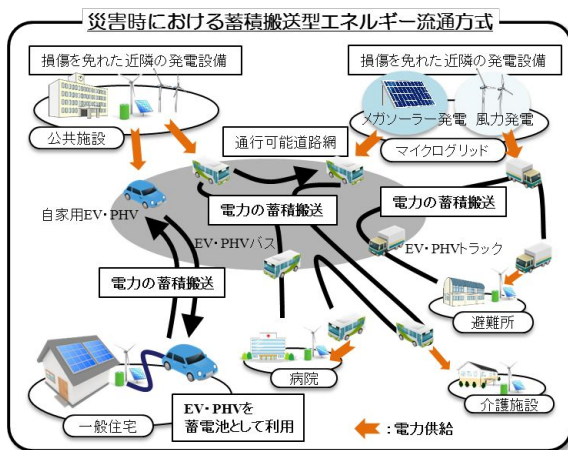 災害時における蓄積搬送型エネルギー流通方式
損傷を免れた近隣の発電設備
損傷を免れた近隣の発電設備
メガソーラー発電
風力発電
公共施設
通行可能道路網
マイクログリッド
自家用EV・PHV
電力の蓄積搬送
電力の蓄積搬送
EV・PHVバス
EV・PHVトラック
電力の蓄積搬送
避難所
病院
介護施設
一般住宅
EV・PHVを
蓄電池として利用
:電力供給